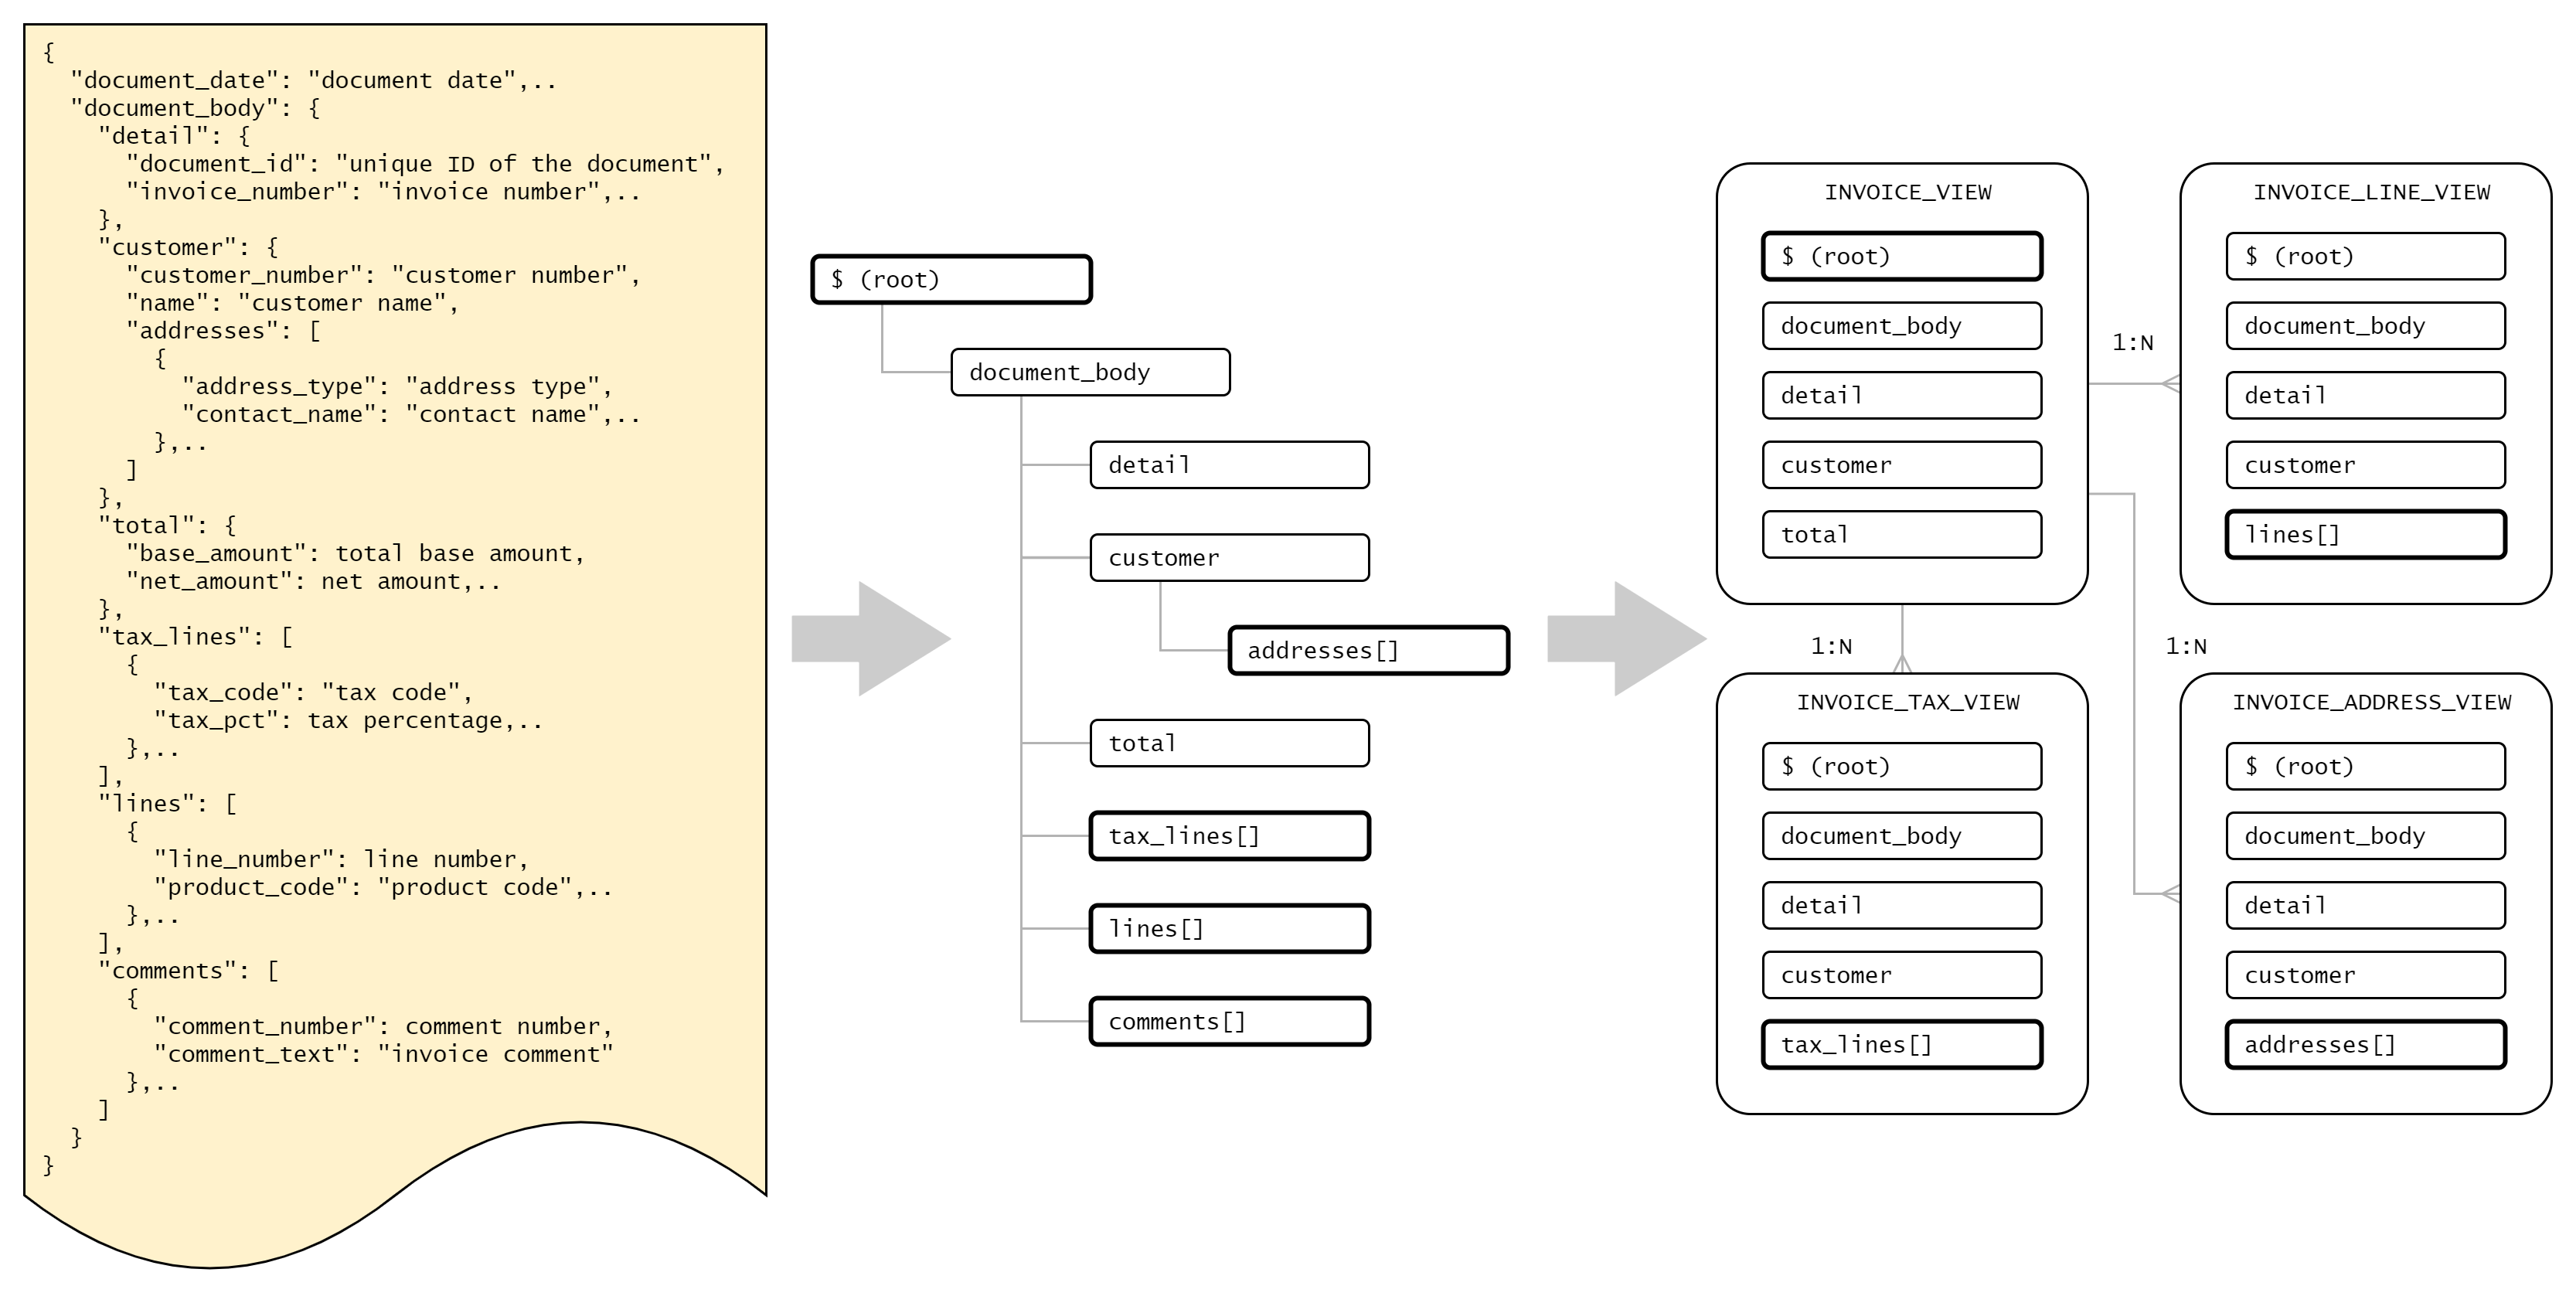 {
  "document_date": "document date",..
  "document_body": {
    "detail": {
      "document_id": "unique ID of the document",
      "invoice_number": "invoice number",..
    },
    "customer": {
      "customer_number": "customer number",
      "name": "customer name",
      "addresses": [
        {
          "address_type": "address type",
          "contact_name": "contact name",..
        },..
      ]
    },
    "total": {
      "base_amount": total base amount,
      "net_amount": net amount,..
    },
    "tax_lines": [
      {
        "tax_code": "tax code",
        "tax_pct": tax percentage,..
      },..
    ],
    "lines": [
      {
        "line_number": line number,
        "product_code": "product code",..
      },..
    ],
    "comments": [
      {
        "comment_number": comment number,
        "comment_text": "invoice comment"
      },..
    ]
  }
}
$ (root)
document_body
detail
customer
addresses[]
total
tax_lines[]
lines[]
comments[]
INVOICE_VIEW
$ (root)
document_body
detail
customer
total
1:N
INVOICE_LINE_VIEW
$ (root)
document_body
detail
customer
lines[]
1:N
1:N
INVOICE_TAX_VIEW
$ (root)
document_body
detail
customer
tax_lines[]
INVOICE_ADDRESS_VIEW
$ (root)
document_body
detail
customer
addresses[]